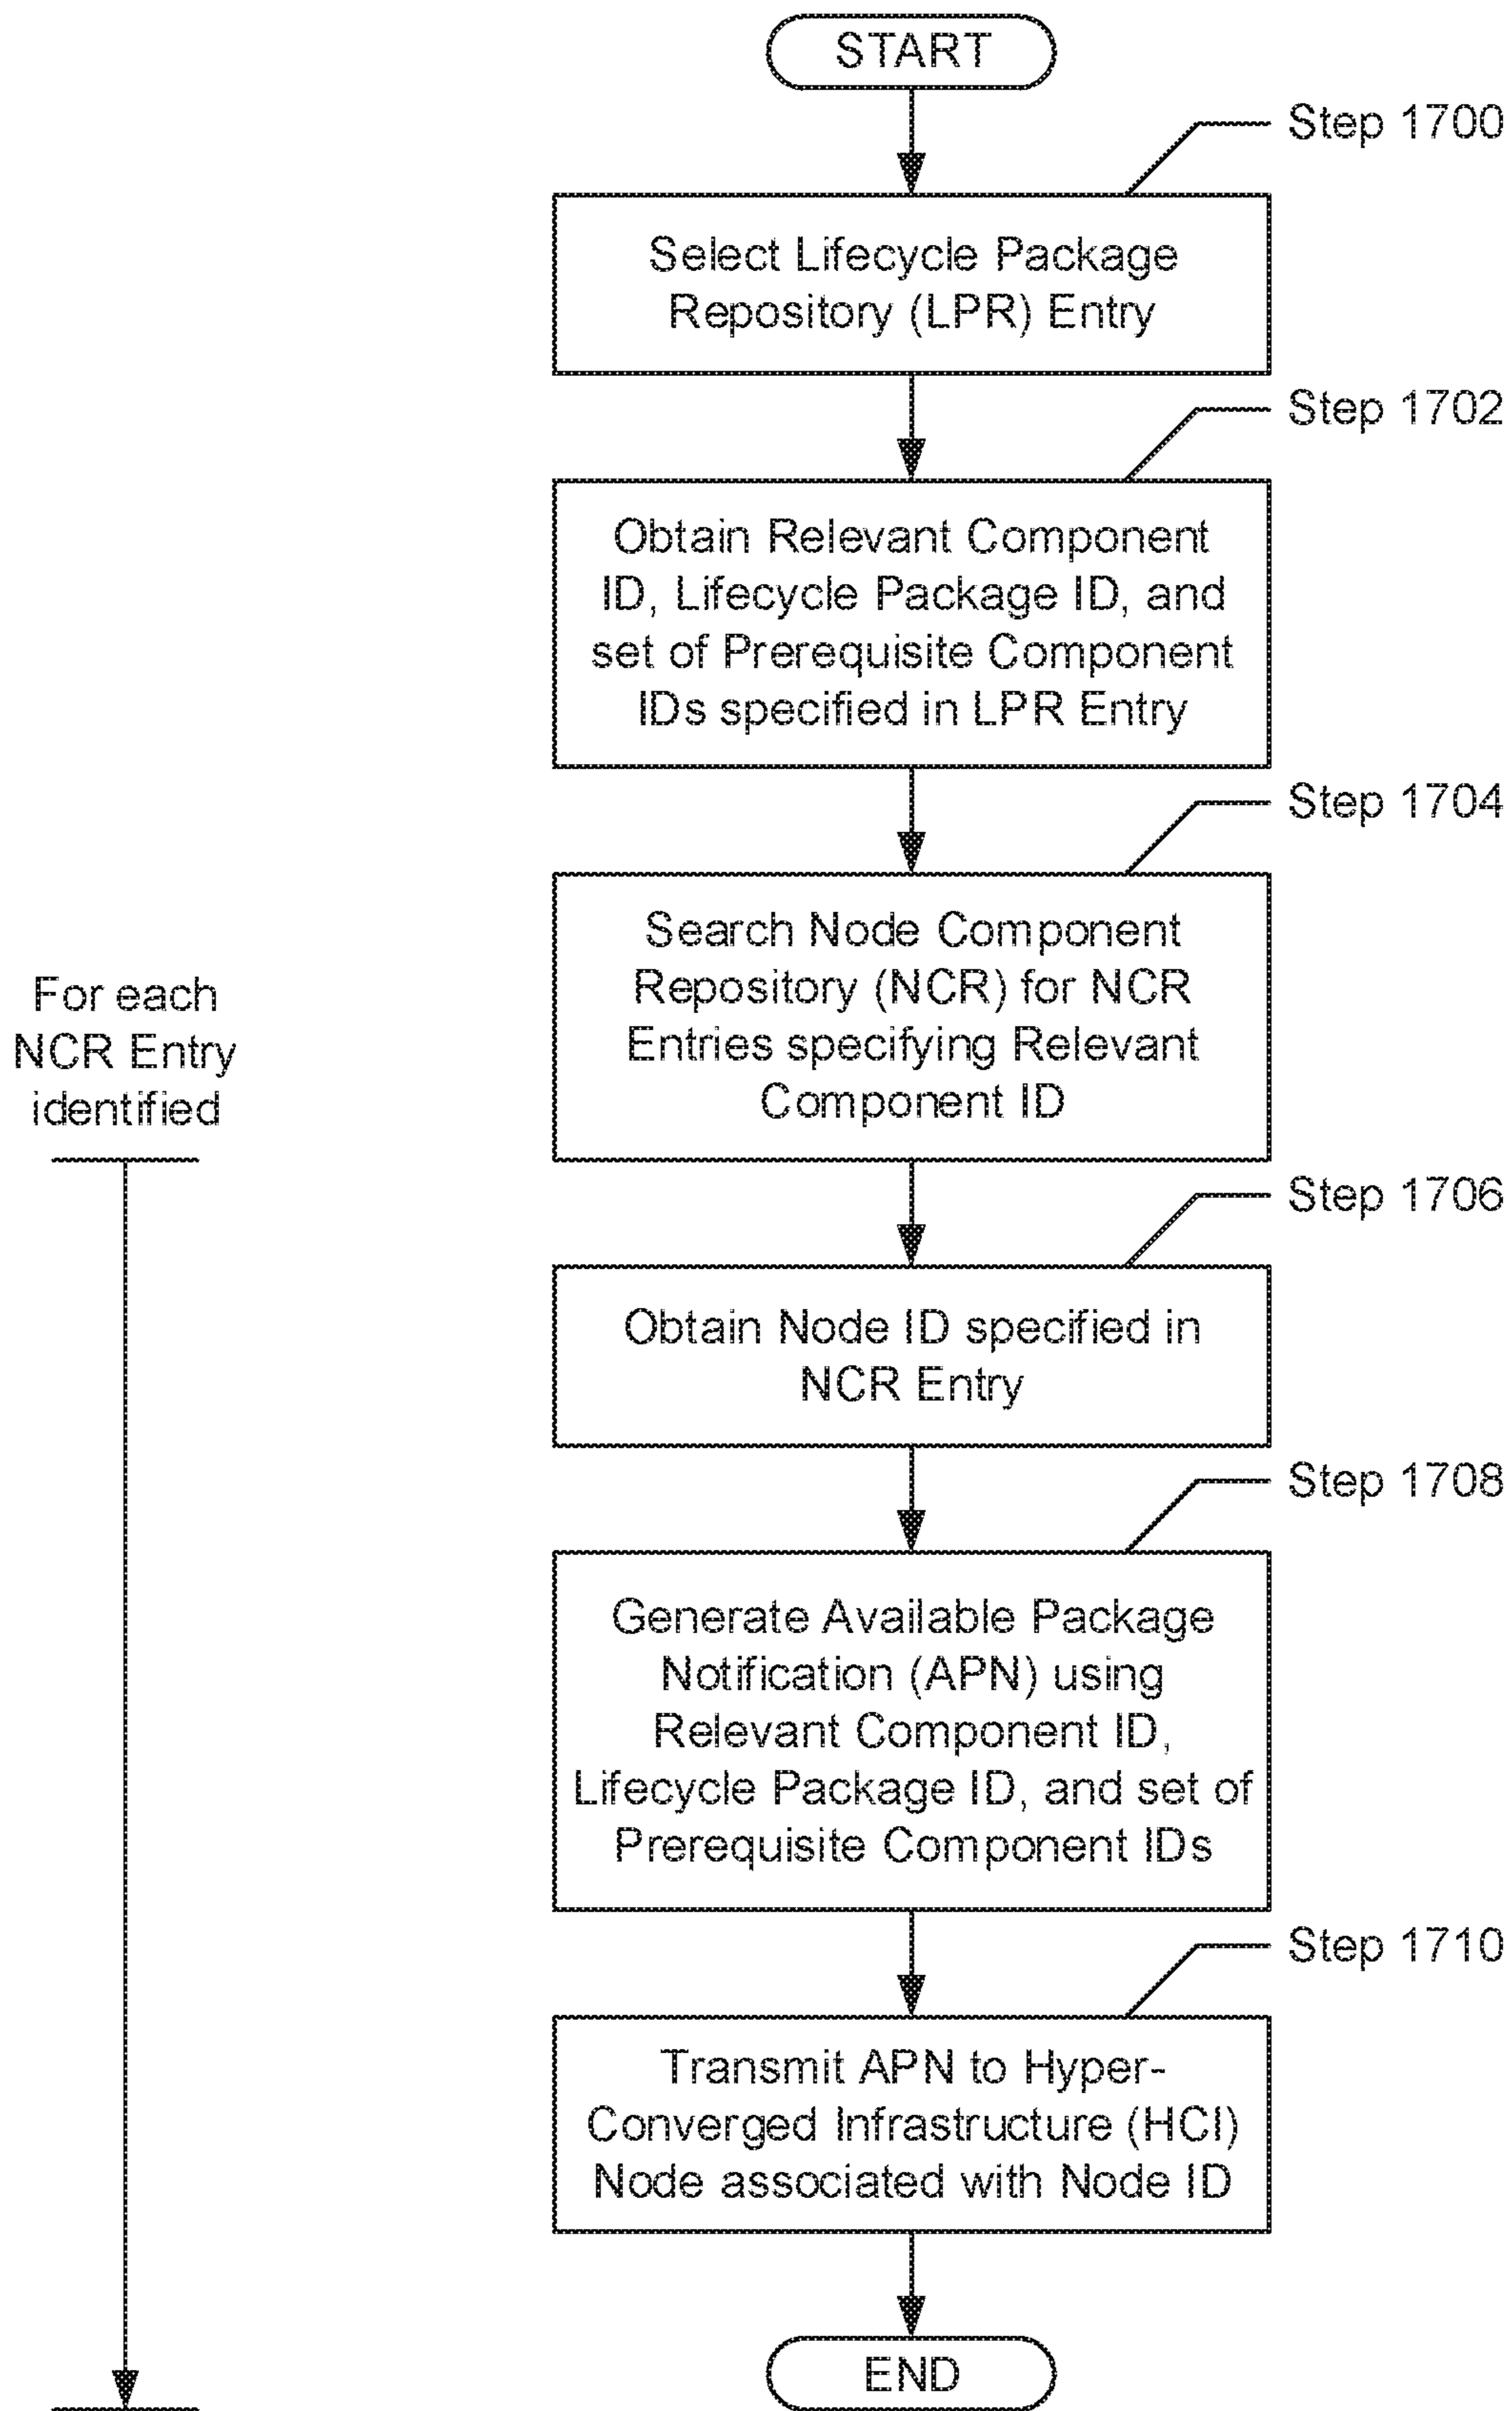 START
Step 1700
Select Lifecycle Package
Repository (LPR) Entry
Step 1702
Obtain Relevant Component
ID, Lifecycle Package ID, and
set of Prerequisite Component
IDs specified in LPR Entry
Step 1704
Search Node Component
Repository (NCR) for NCR
Entries specifying Relevant
Component ID
For each
NCR Entry
identified
Step 1706
Obtain Node ID specified in
NCR Entry
Step 1708
Generate Available Package
Notification (APN) using
Relevant Component ID,
Lifecycle Package ID, and set of
Prerequisite Component IDs
Step 1710
Transmit APN to Hyper-
Converged Infrastructure (HCI)
Node associated with Node ID
END